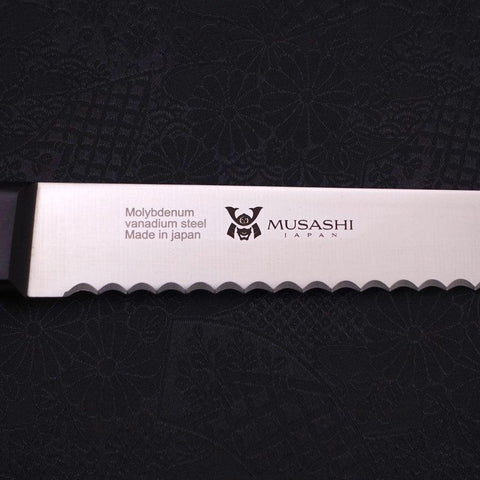 Molybdenum
vanadium steel
Made in japan
MUSASHI
JAPAN